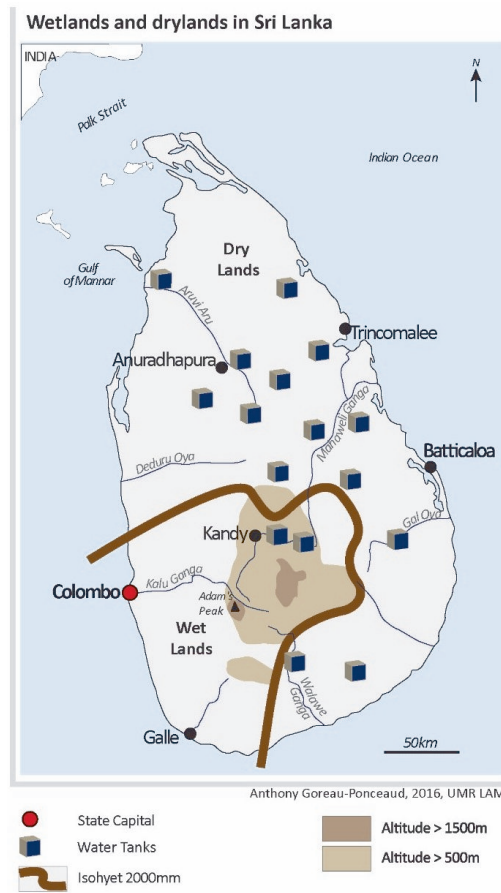 Wetlands and drylands in Sri Lanka
INDIA
N
Palk Strait
Indian Ocean
Dry
Lands
Gulf
of Mannar
Aruvi Aru
Trincomalee
Anuradhapura
Mahaweli Ganga
Deduru Oya
Batticaloa
Gal Oya
Kandy
Colombo
Kalu Ganga
Adam's
Peak
Wet
Lands
Walawe
Ganga
Galle
50km
Anthony Goreau-Ponceaud, 2016, UMR LAM
State Capital
Altitude > 1500m
Water Tanks
Altitude > 500m
Isohyet 2000mm